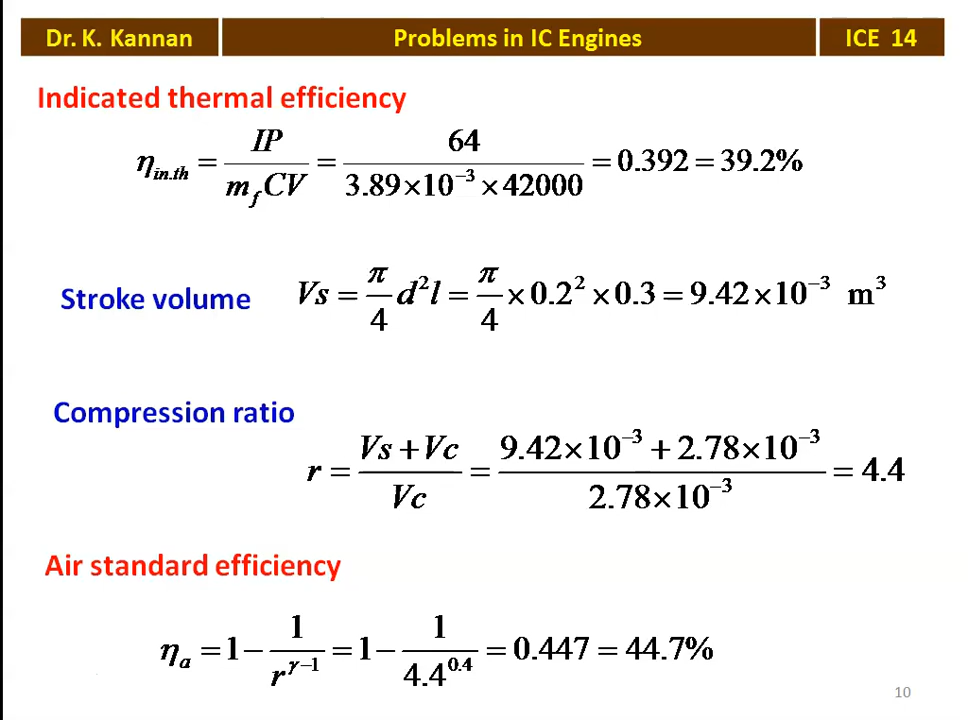 Dr. K. Kannan Problems in IC Engines ICE 14
Indicated thermal efficiency
η_in.th = IP / (m_f CV) = 64 / (3.89×10⁻³ ×42000) = 0.392 = 39.2%
Stroke volume Vs = π/4 d²l = π/4 ×0.2² ×0.3 = 9.42×10⁻³ m³
Compression ratio
r = (Vs + Vc) / Vc = (9.42×10⁻³ + 2.78×10⁻³) / (2.78×10⁻³) = 4.4
Air standard efficiency
η_a = 1 − 1 / r^(γ−1) = 1 − 1 / 4.4^0.4 = 0.447 = 44.7%
10